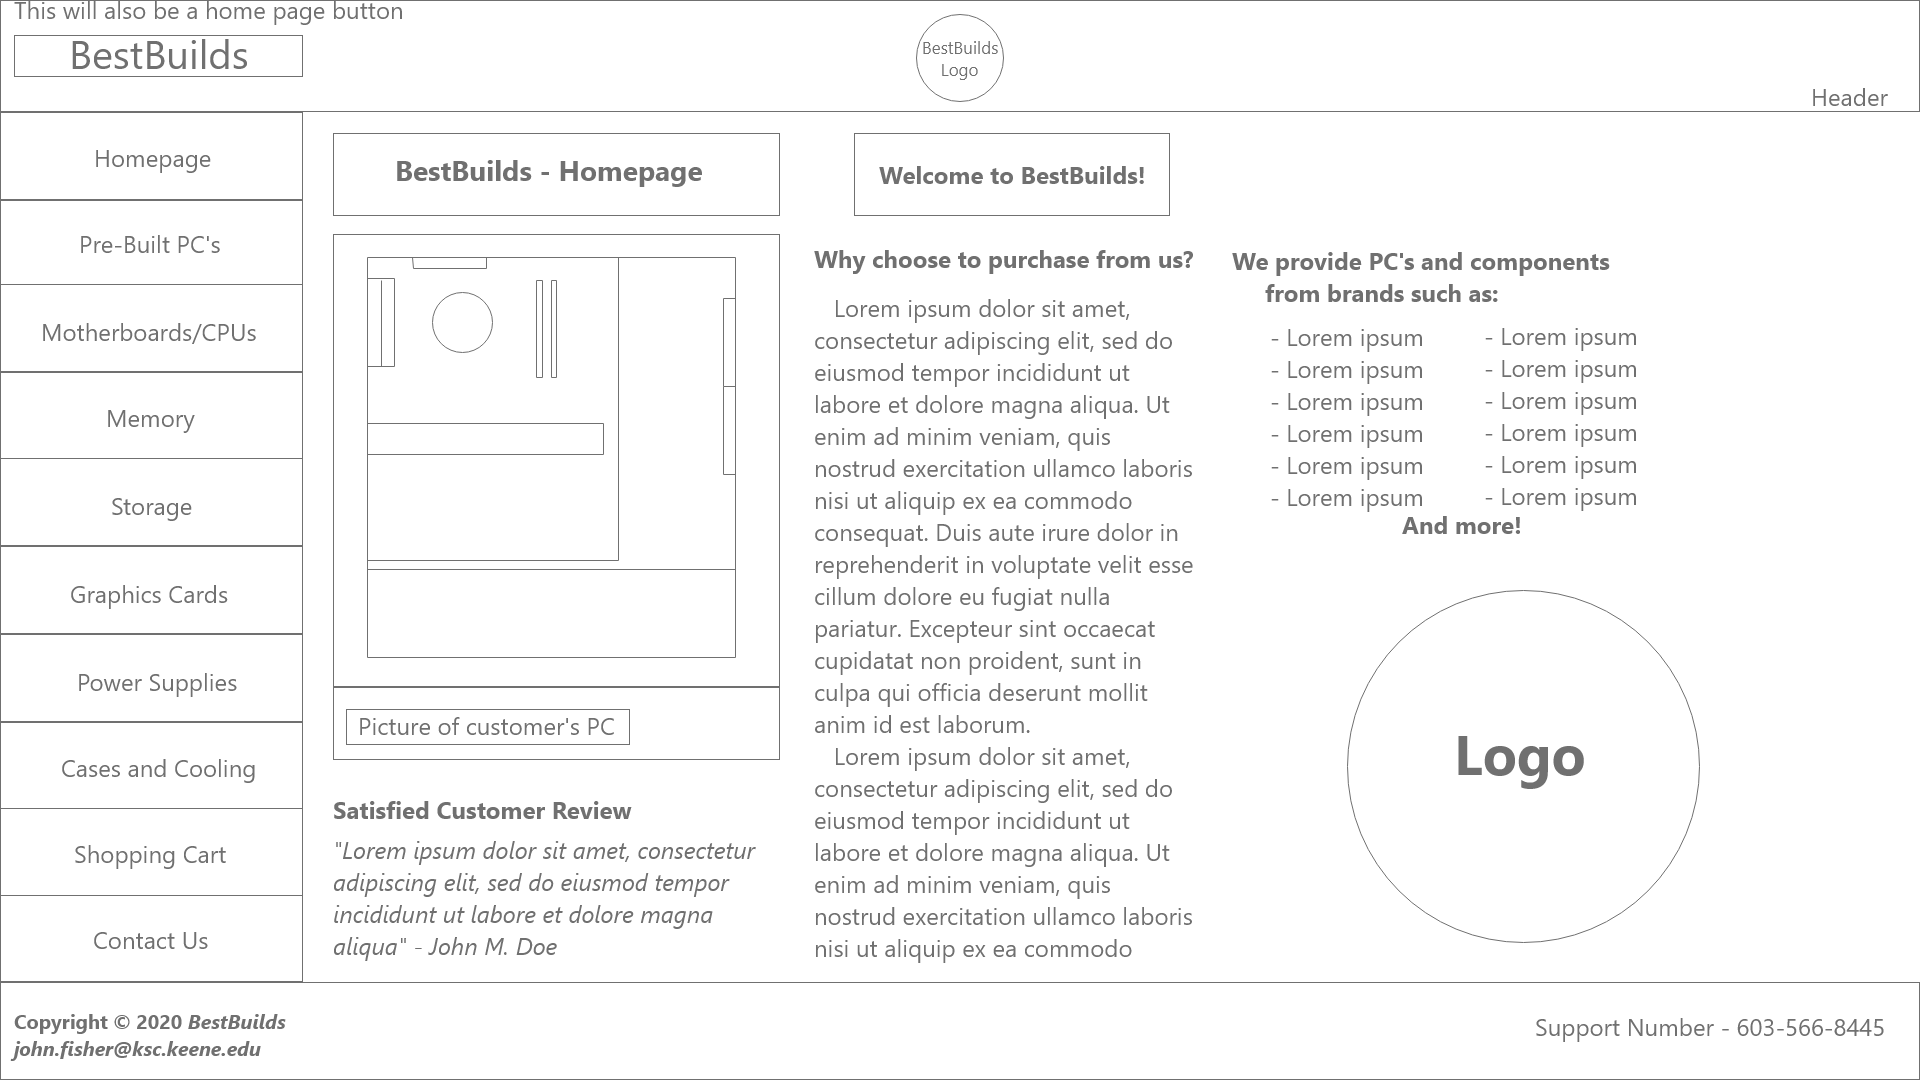 This will also be a home page button
BestBuilds
BestBuilds
Logo
Header
Homepage
Pre-Built PC's
Motherboards/CPUs
Memory
Storage
Graphics Cards
Power Supplies
Cases and Cooling
Shopping Cart
Contact Us
BestBuilds - Homepage
Picture of customer's PC
Satisfied Customer Review
"Lorem ipsum dolor sit amet, consectetur
adipiscing elit, sed do eiusmod tempor
incididunt ut labore et dolore magna
aliqua" - John M. Doe
Welcome to BestBuilds!
Why choose to purchase from us?
Lorem ipsum dolor sit amet,
consectetur adipiscing elit, sed do
eiusmod tempor incididunt ut
labore et dolore magna aliqua. Ut
enim ad minim veniam, quis
nostrud exercitation ullamco laboris
nisi ut aliquip ex ea commodo
consequat. Duis aute irure dolor in
reprehenderit in voluptate velit esse
cillum dolore eu fugiat nulla
pariatur. Excepteur sint occaecat
cupidatat non proident, sunt in
culpa qui officia deserunt mollit
anim id est laborum.
Lorem ipsum dolor sit amet,
consectetur adipiscing elit, sed do
eiusmod tempor incididunt ut
labore et dolore magna aliqua. Ut
enim ad minim veniam, quis
nostrud exercitation ullamco laboris
nisi ut aliquip ex ea commodo
We provide PC's and components
from brands such as:
- Lorem ipsum
- Lorem ipsum
- Lorem ipsum
- Lorem ipsum
- Lorem ipsum
- Lorem ipsum
- Lorem ipsum
- Lorem ipsum
- Lorem ipsum
- Lorem ipsum
- Lorem ipsum
- Lorem ipsum
And more!
Logo
Copyright © 2020 BestBuilds
john.fisher@ksc.keene.edu
Support Number - 603-566-8445